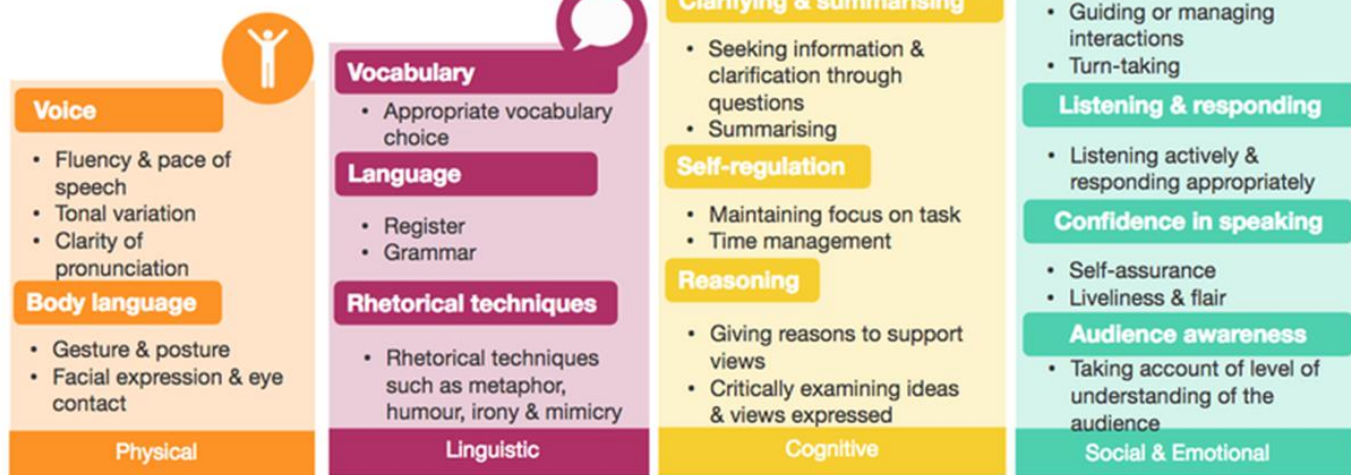 Voice
• Fluency & pace of
speech
• Tonal variation
• Clarity of
pronunciation
Body language
• Gesture & posture
• Facial expression & eye
contact
Physical
Vocabulary
• Appropriate vocabulary
choice
Language
• Register
• Grammar
Rhetorical techniques
• Rhetorical techniques
such as metaphor,
humour, irony & mimicry
Linguistic
Clarifying & summarising
• Seeking information &
clarification through
questions
• Summarising
Self-regulation
• Maintaining focus on task
• Time management
Reasoning
• Giving reasons to support
views
• Critically examining ideas
& views expressed
Cognitive
• Guiding or managing
interactions
• Turn-taking
Listening & responding
• Listening actively &
responding appropriately
Confidence in speaking
• Self-assurance
• Liveliness & flair
Audience awareness
• Taking account of level of
understanding of the
audience
Social & Emotional